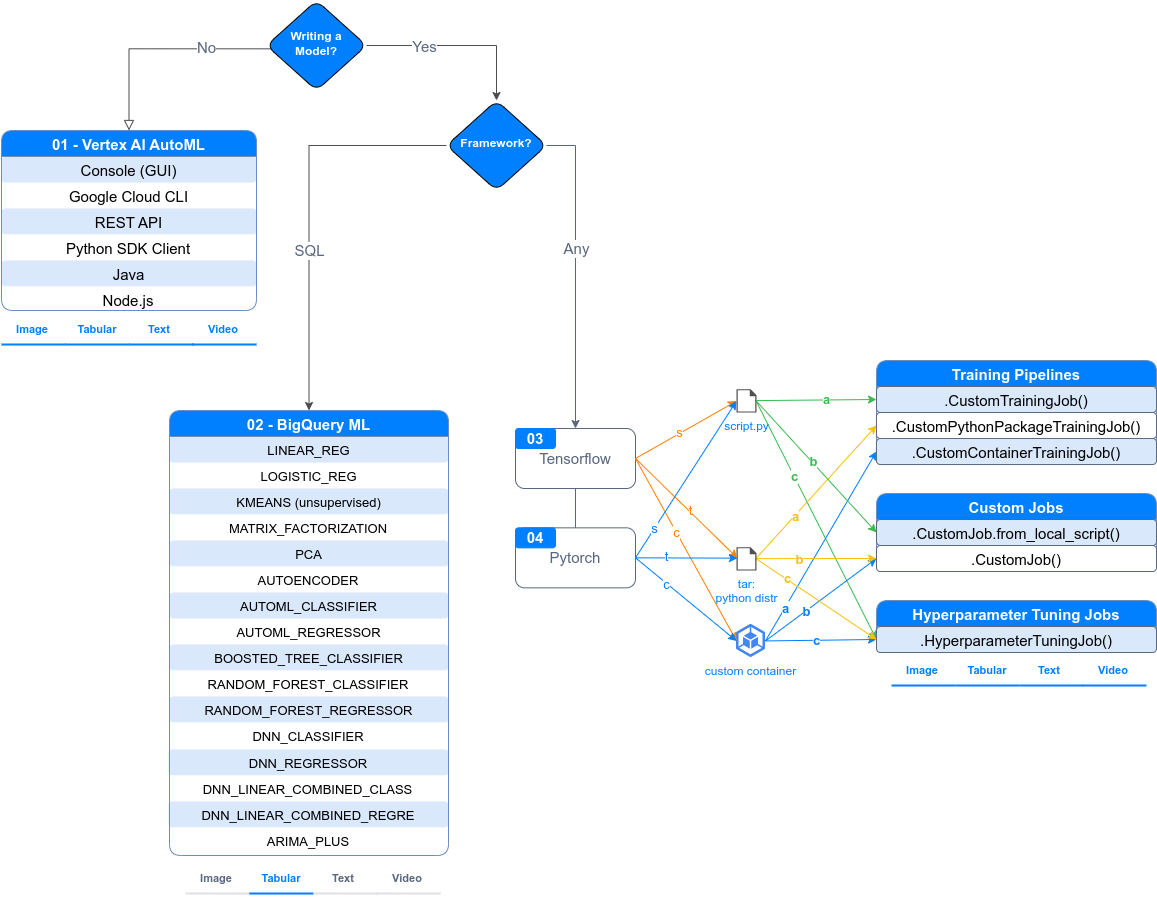 Writing a
Model?
No
Yes
Framework?
SQL
Any
01 - Vertex AI AutoML
Console (GUI)
Google Cloud CLI
REST API
Python SDK Client
Java
Node.js
Image
Tabular
Text
Video
02 - BigQuery ML
LINEAR_REG
LOGISTIC_REG
KMEANS (unsupervised)
MATRIX_FACTORIZATION
PCA
AUTOENCODER
AUTOML_CLASSIFIER
AUTOML_REGRESSOR
BOOSTED_TREE_CLASSIFIER
RANDOM_FOREST_CLASSIFIER
RANDOM_FOREST_REGRESSOR
DNN_CLASSIFIER
DNN_REGRESSOR
DNN_LINEAR_COMBINED_CLASS
DNN_LINEAR_COMBINED_REGRE
ARIMA_PLUS
Image
Tabular
Text
Video
03
Tensorflow
04
Pytorch
s
t
c
s
t
c
script.py
tar:
python distr
custom container
a
b
c
a
b
c
a
b
c
Training Pipelines
.CustomTrainingJob()
.CustomPythonPackageTrainingJob()
.CustomContainerTrainingJob()
Custom Jobs
.CustomJob.from_local_script()
.CustomJob()
Hyperparameter Tuning Jobs
.HyperparameterTuningJob()
Image
Tabular
Text
Video